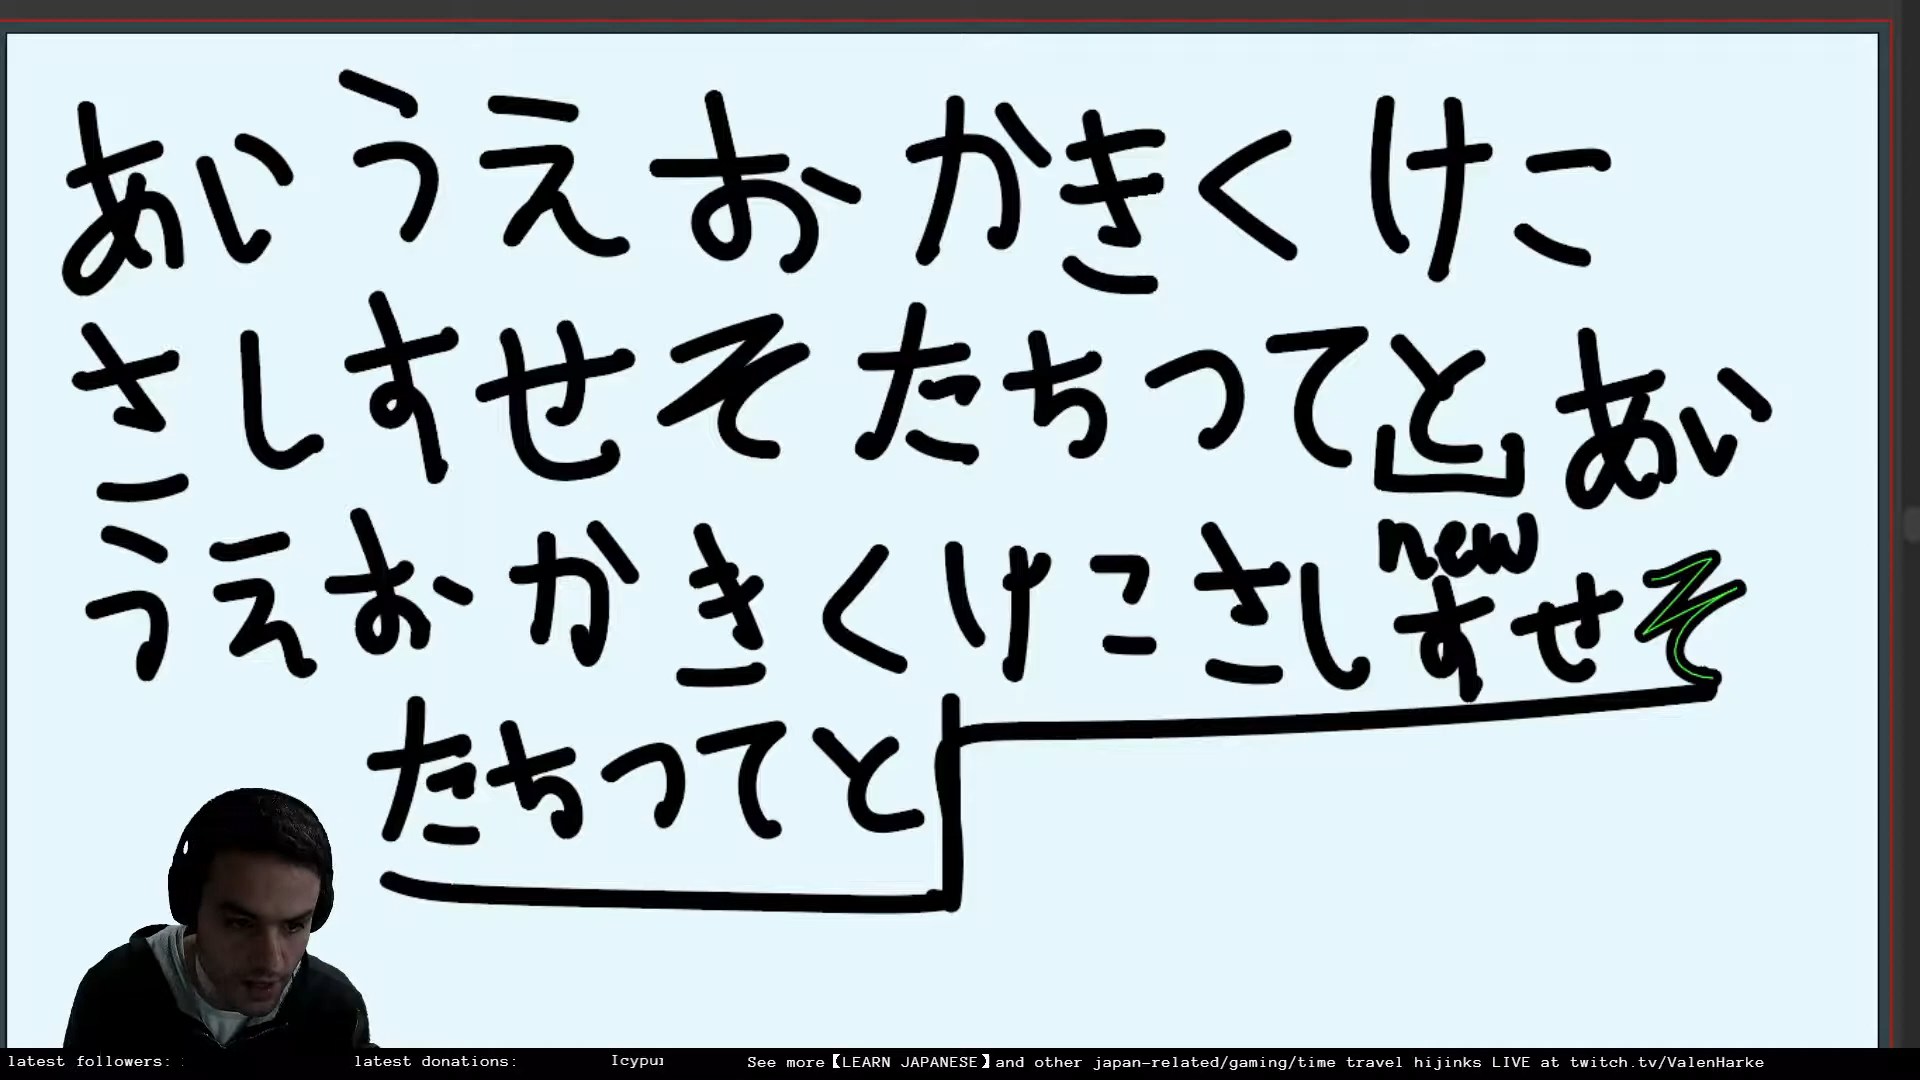 あいうえおかきくけこ
さしすせそたちつてとあい
new
うえおかきくけこさしすせそ
たちつてと
latest followers: latest donations: See more【LEARN JAPANESE】and other japan-related/gaming/time travel hijinks LIVE at twitch.tv/ValenHarke